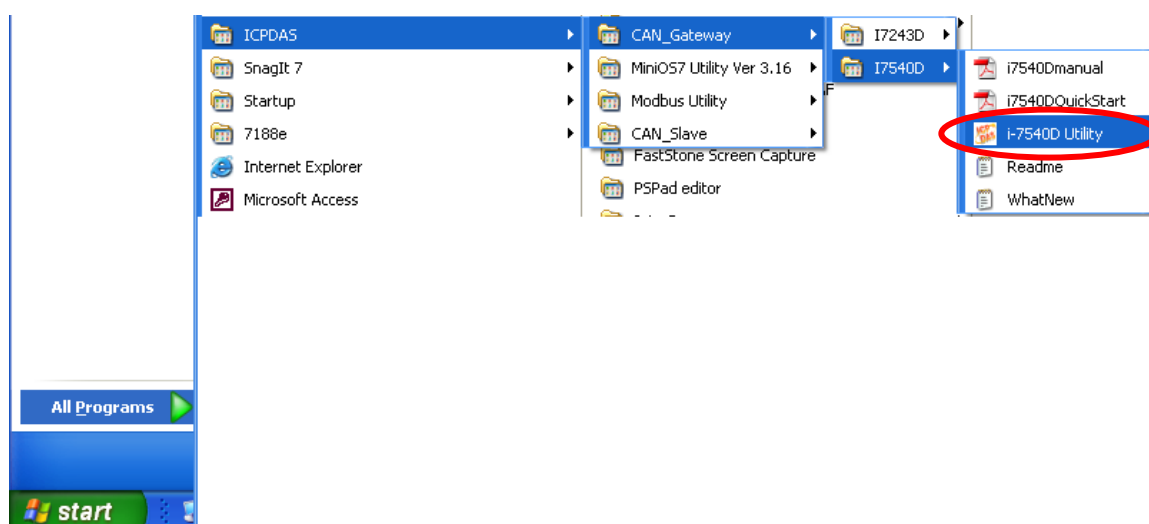 ICPDAS
SnagIt 7
Startup
7188e
Internet Explorer
Microsoft Access
CAN_Gateway
MiniOS7 Utility Ver 3.16
Modbus Utility
CAN_Slave
FastStone Screen Capture
PSPad editor
I7243D
I7540D
F
i7540Dmanual
i7540DQuickStart
i-7540D Utility
Readme
WhatNew
All Programs
start